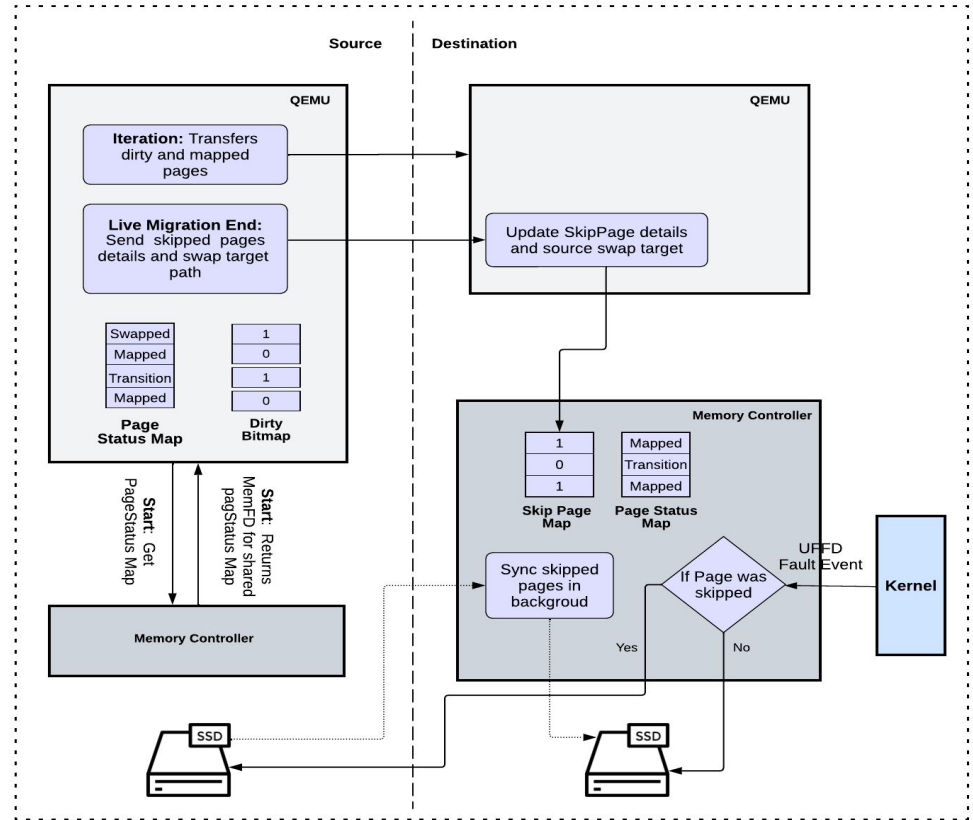 Source
Destination
QEMU
Iteration: Transfers
dirty and mapped
pages
Live Migration End:
Send skipped pages
details and swap target
path
Swapped
Mapped
Transition
Mapped
Page
Status Map
1
0
1
0
Dirty
Bitmap
Start: Get
PageStatus Map
Start: Returns
MemFD for shared
pagStatus Map
Memory Controller
SSD
QEMU
Update SkipPage details
and source swap target
Memory Controller
1
0
1
Skip Page
Map
Mapped
Transition
Mapped
Page Status
Map
Sync skipped
pages in
backgroud
If Page was
skipped
UFFD
Fault Event
Kernel
Yes
No
SSD